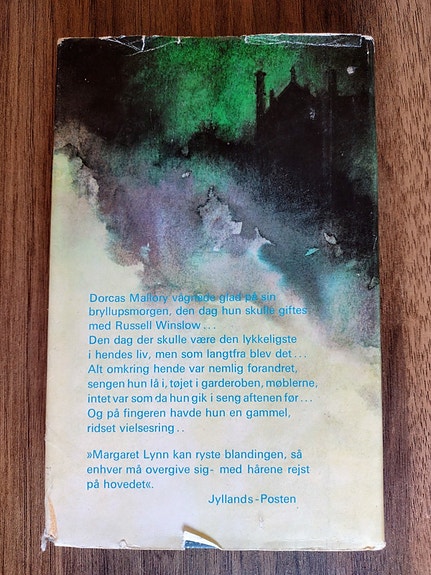 Dorcas Mallory vågnede glad på sin
bryllupsmorgen, den dag hun skulle giftes
med Russell Winslow...
Den dag der skulle være den lykkeligste
i hendes liv, men som langtfra blev det...
Alt omkring hende var nemlig forandret,
sengen hun lå i, tøjet i garderoben, møblerne,
intet var som da hun gik i seng aftenen før...
Og på fingeren havde hun en gammel,
ridset vielsesring..
»Margaret Lynn kan ryste blandingen, så
enhver må overgive sig- med hårene rejst
på hovedet«.
Jyllands-Posten